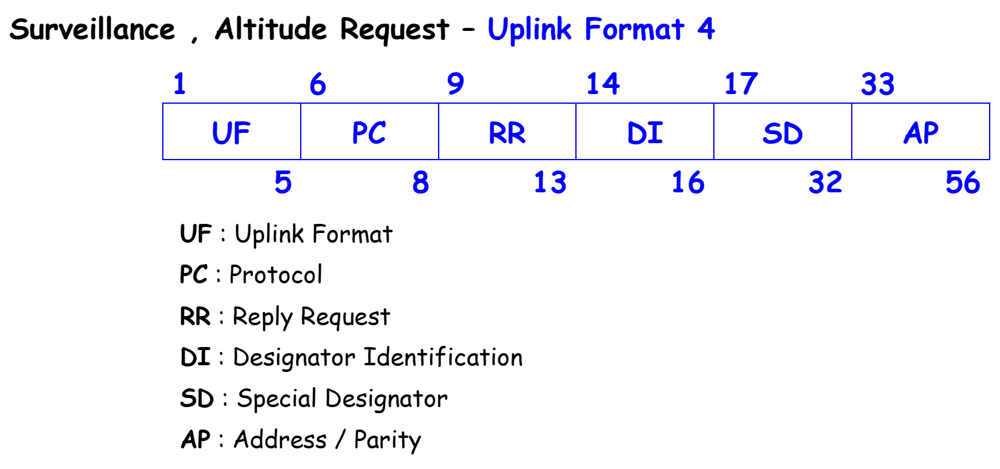 Surveillance , Altitude Request – Uplink Format 4
1 6 9 14 17 33
UF PC RR DI SD AP
5 8 13 16 32 56
UF : Uplink Format
PC : Protocol
RR : Reply Request
DI : Designator Identification
SD : Special Designator
AP : Address / Parity